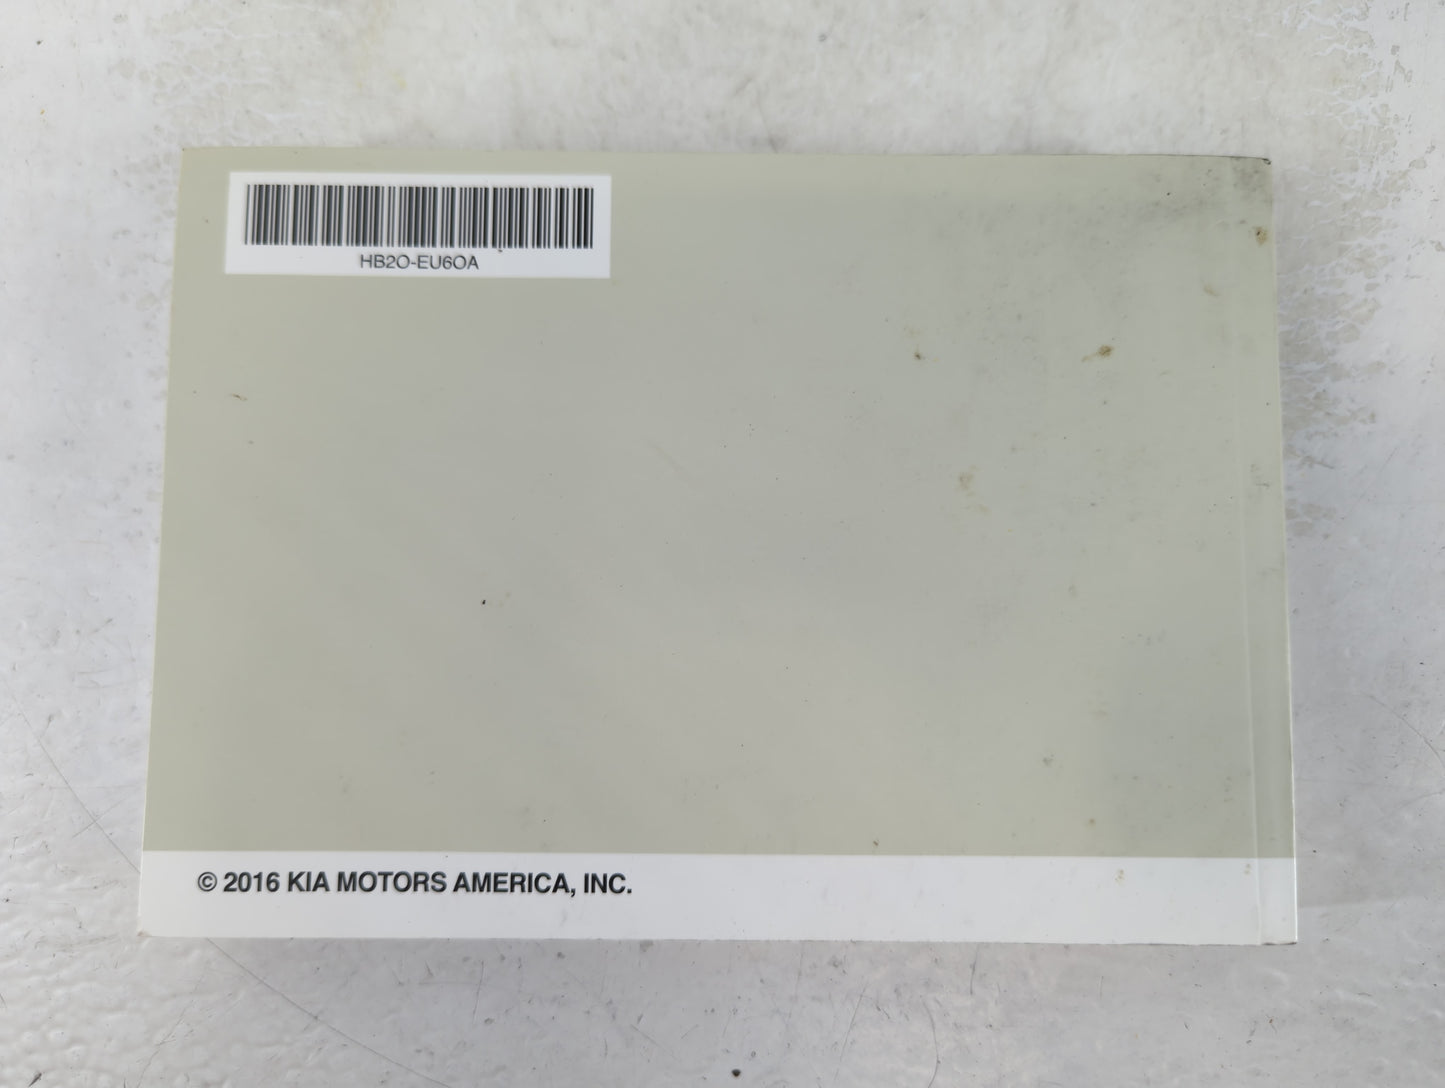 HB2O-EU6OA
© 2016 KIA MOTORS AMERICA, INC.